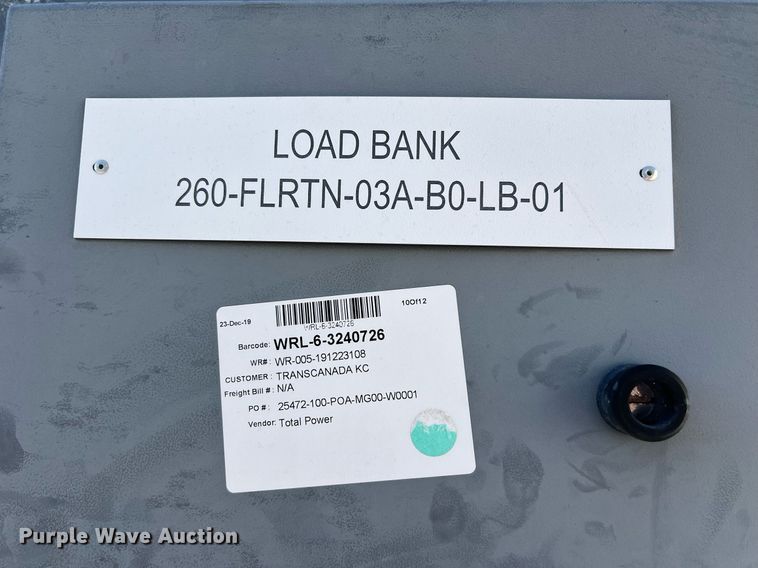 LOAD BANK
260-FLRTN-03A-B0-LB-01
23-Dec-19
10Of12
WRL-6-3240726
Barcode: WRL-6-3240726
WR#: WR-005-191223108
CUSTOMER : TRANSCANADA KC
Freight Bill #: N/A
PO #: 25472-100-POA-MG00-W0001
Vendor: Total Power
Purple Wave Auction